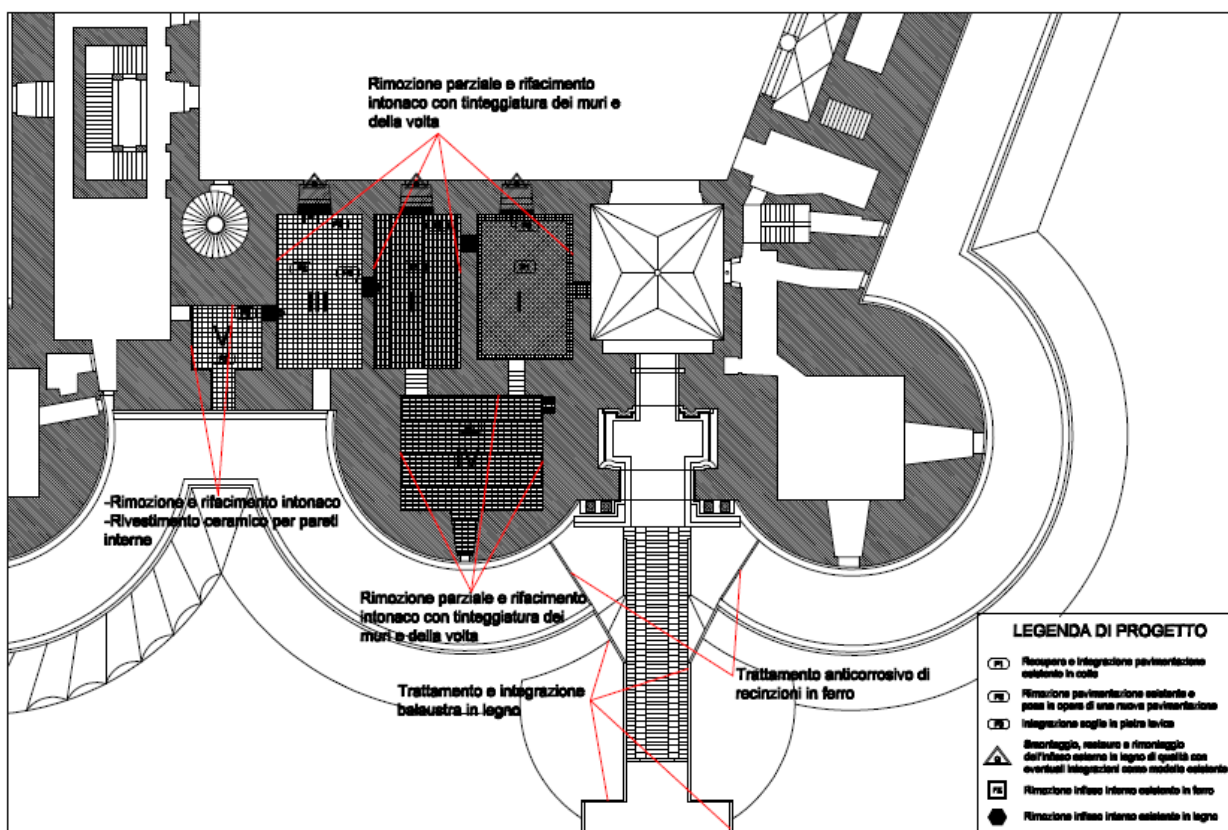 Rimozione parziale e rifacimento
intonaco con tinteggiatura dei muri e
della volta
III
I
V
IV
-Rimozione e rifacimento intonaco
-Rivestimento ceramico per pareti
interne
Rimozione parziale e rifacimento
intonaco con tinteggiatura dei
muri e della volta
Trattamento e integrazione
balaustra in legno
Trattamento anticorrosivo di
recinzioni in ferro
LEGENDA DI PROGETTO
P1
Recupero e integrazione pavimentazione
esistente in cotto
Rimozione pavimentazione esistente e
posa in opera di una nuova pavimentazione
Integrazione soglie in pietra lavica
Smontaggio, restauro e rimontaggio
dell'infisso esterno in legno di qualità con
eventuali integrazioni come modello esistente
Rimozione infisso interno esistente in ferro
Rimozione infisso interno esistente in legno